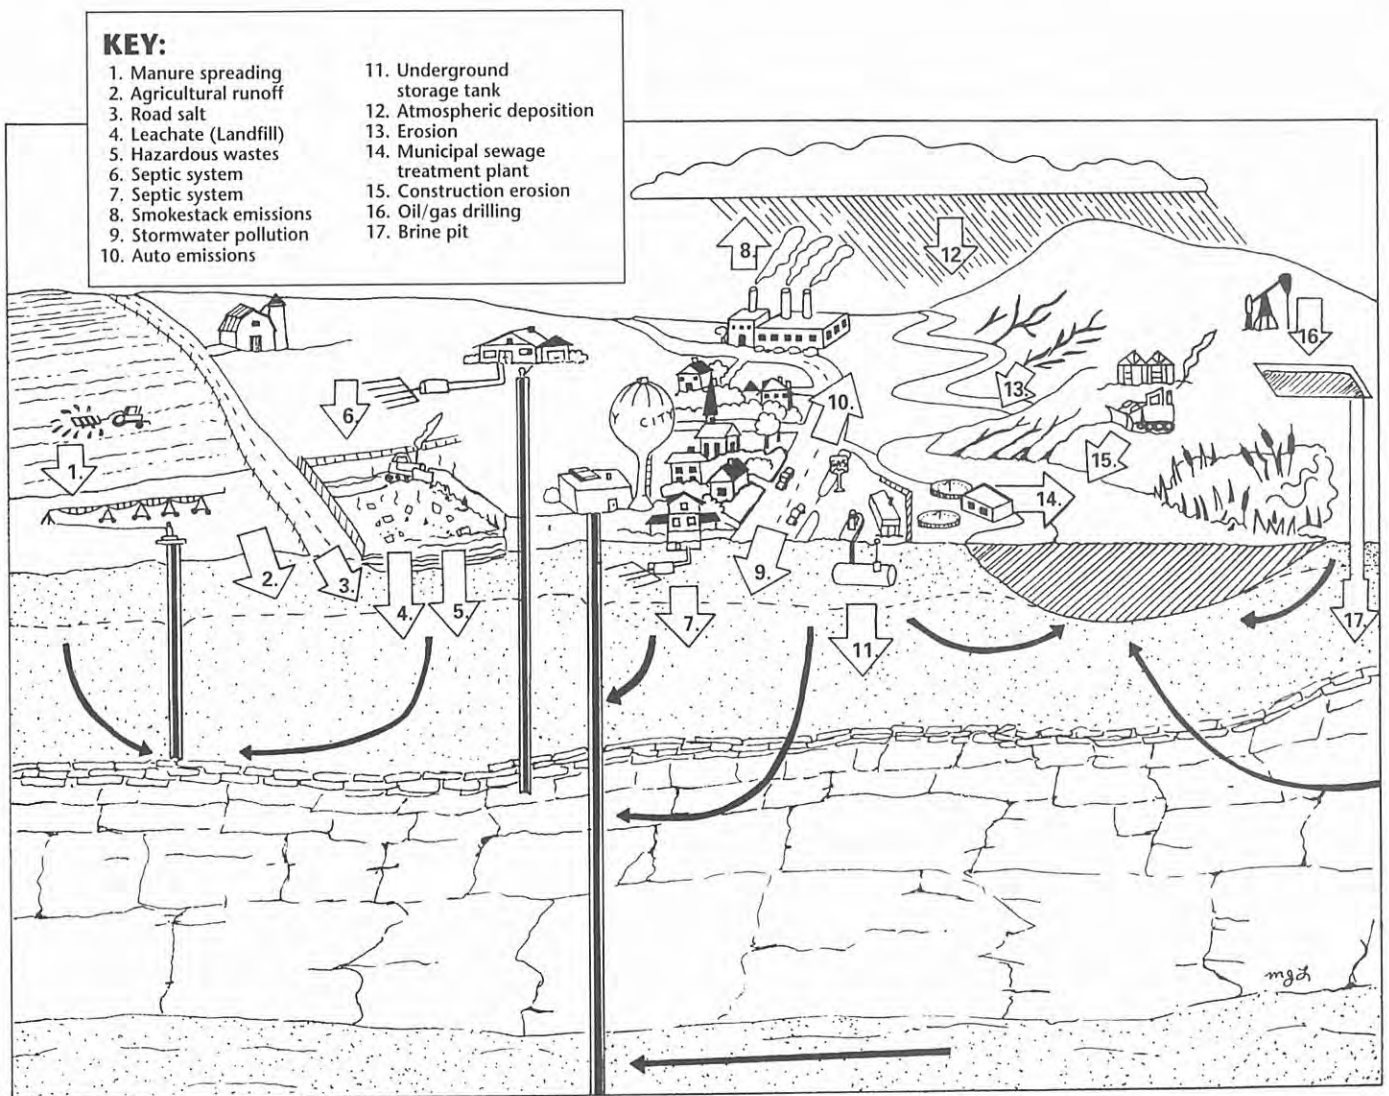 KEY:
1. Manure spreading
2. Agricultural runoff
3. Road salt
4. Leachate (Landfill)
5. Hazardous wastes
6. Septic system
7. Septic system
8. Smokestack emissions
9. Stormwater pollution
10. Auto emissions
11. Underground
storage tank
12. Atmospheric deposition
13. Erosion
14. Municipal sewage
treatment plant
15. Construction erosion
16. Oil/gas drilling
17. Brine pit
8.
12.
16.
13.
6.
10.
Y CITY
1.
15.
14.
2.
3.
4.
5.
9.
7.
11.
17.
mgL